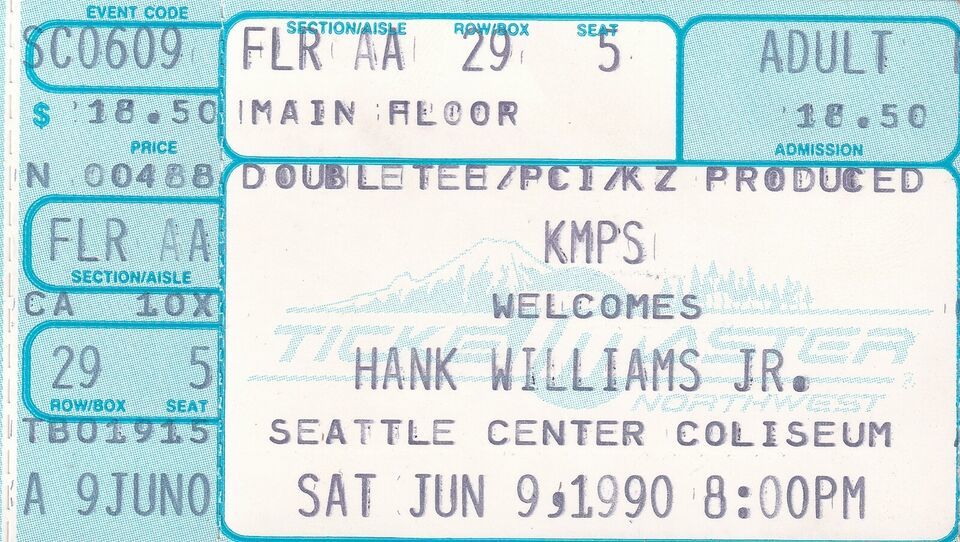 EVENT CODE
SC0609
$ 18.50
PRICE
N 00488
FLR AA
SECTION/AISLE
CA 10X
29 5
ROW/BOX SEAT
TBO1915
A 9JUNO
SECTION/AISLE ROW/BOX SEAT
FLR AA 29 5 ADULT
MAIN FLOOR 18.50
ADMISSION
DOUBLETEE/PCI/KZ PRODUCED
KMPS
WELCOMES
TICKETMASTER
HANK WILLIAMS JR.
NORTHWEST
SEATTLE CENTER COLISEUM
SAT JUN 9,1990 8:00PM